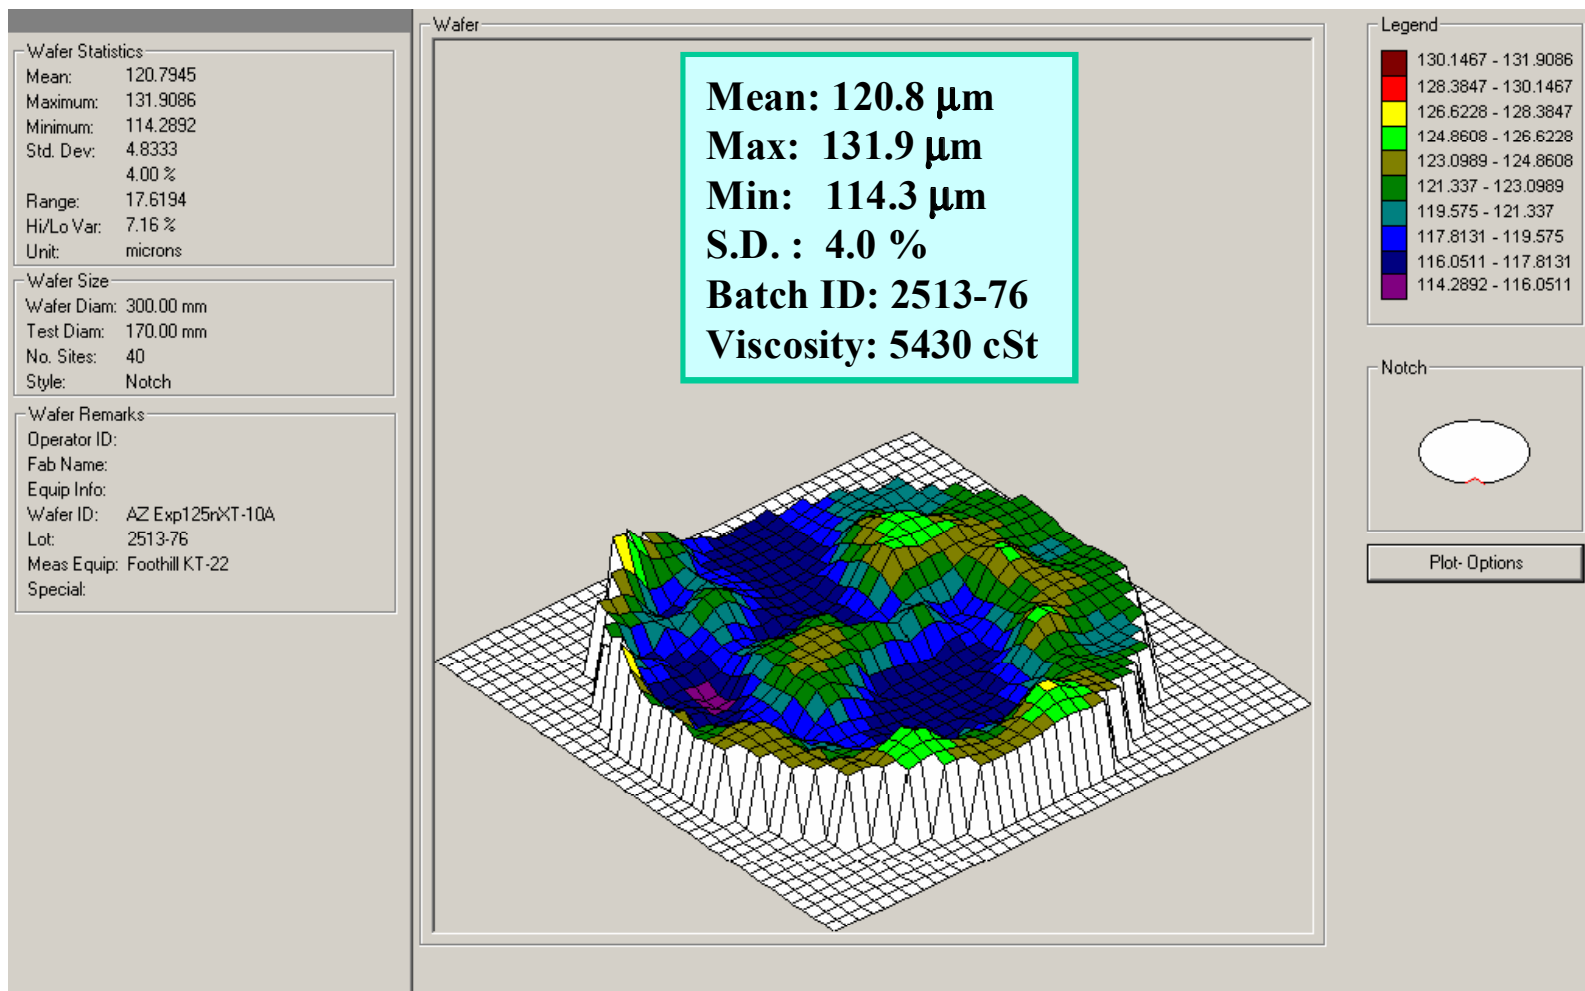 Wafer Statistics
Mean: 120.7945
Maximum: 131.9086
Minimum: 114.2892
Std. Dev: 4.8333
4.00 %
Range: 17.6194
Hi/Lo Var: 7.16 %
Unit: microns
Wafer Size
Wafer Diam: 300.00 mm
Test Diam: 170.00 mm
No. Sites: 40
Style: Notch
Wafer Remarks
Operator ID:
Fab Name:
Equip Info:
Wafer ID: AZ Exp125nXT-10A
Lot: 2513-76
Meas Equip: Foothill KT-22
Special:
Wafer
Mean: 120.8 μm
Max: 131.9 μm
Min: 114.3 μm
S.D. : 4.0 %
Batch ID: 2513-76
Viscosity: 5430 cSt
Legend
130.1467 - 131.9086
128.3847 - 130.1467
126.6228 - 128.3847
124.8608 - 126.6228
123.0989 - 124.8608
121.337 - 123.0989
119.575 - 121.337
117.8131 - 119.575
116.0511 - 117.8131
114.2892 - 116.0511
Notch
Plot- Options